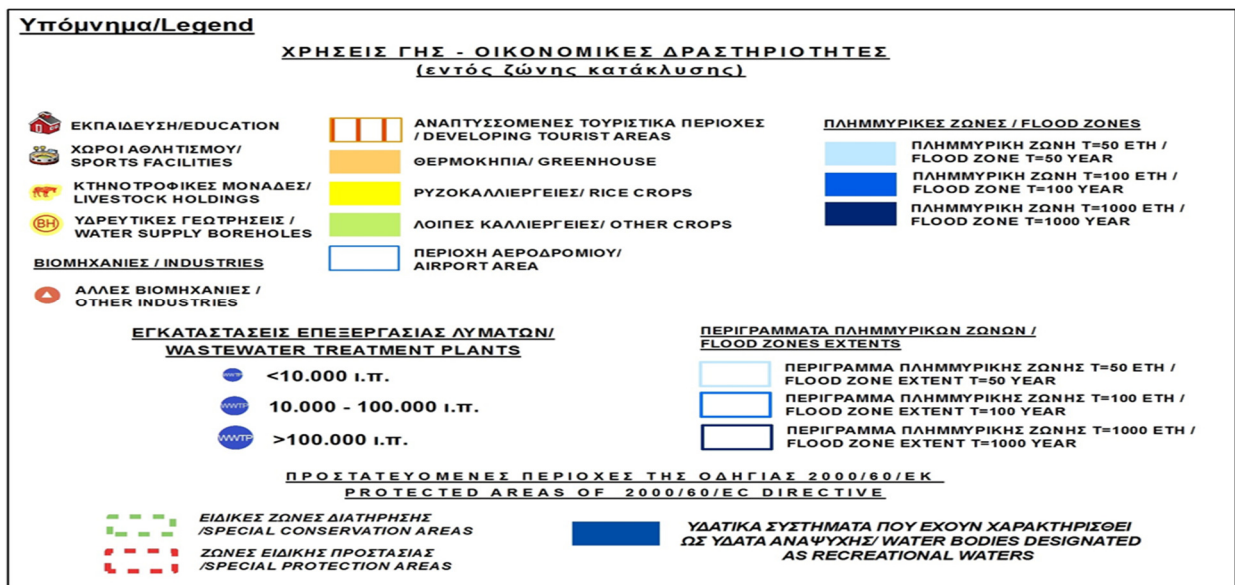 Υπόμνημα/Legend
ΧΡΗΣΕΙΣ ΓΗΣ - ΟΙΚΟΝΟΜΙΚΕΣ ΔΡΑΣΤΗΡΙΟΤΗΤΕΣ
(εντός ζώνης κατάκλυσης)
ΕΚΠΑΙΔΕΥΣΗ/EDUCATION
ΧΩΡΟΙ ΑΘΛΗΤΙΣΜΟΥ/
SPORTS FACILITIES
ΚΤΗΝΟΤΡΟΦΙΚΕΣ ΜΟΝΑΔΕΣ/
LIVESTOCK HOLDINGS
BH
ΥΔΡΕΥΤΙΚΕΣ ΓΕΩΤΡΗΣΕΙΣ /
WATER SUPPLY BOREHOLES
ΒΙΟΜΗΧΑΝΙΕΣ / INDUSTRIES
ΑΛΛΕΣ ΒΙΟΜΗΧΑΝΙΕΣ /
OTHER INDUSTRIES
ΑΝΑΠΤΥΣΣΟΜΕΝΕΣ ΤΟΥΡΙΣΤΙΚΑ ΠΕΡΙΟΧΕΣ
/ DEVELOPING TOURIST AREAS
ΘΕΡΜΟΚΗΠΙΑ/ GREENHOUSE
ΡΥΖΟΚΑΛΛΙΕΡΓΕΙΕΣ/ RICE CROPS
ΛΟΙΠΕΣ ΚΑΛΛΙΕΡΓΕΙΕΣ/ OTHER CROPS
ΠΕΡΙΟΧΗ ΑΕΡΟΔΡΟΜΙΟΥ/
AIRPORT AREA
ΠΛΗΜΜΥΡΙΚΕΣ ΖΩΝΕΣ / FLOOD ZONES
ΠΛΗΜΜΥΡΙΚΗ ΖΩΝΗ Τ=50 ΕΤΗ /
FLOOD ZONE T=50 YEAR
ΠΛΗΜΜΥΡΙΚΗ ΖΩΝΗ Τ=100 ΕΤΗ /
FLOOD ZONE T=100 YEAR
ΠΛΗΜΜΥΡΙΚΗ ΖΩΝΗ Τ=1000 ΕΤΗ /
FLOOD ZONE T=1000 YEAR
ΕΓΚΑΤΑΣΤΑΣΕΙΣ ΕΠΕΞΕΡΓΑΣΙΑΣ ΛΥΜΑΤΩΝ/
WASTEWATER TREATMENT PLANTS
WWTP
<10.000 ι.π.
WWTP
10.000 - 100.000 ι.π.
WWTP
>100.000 ι.π.
ΠΕΡΙΓΡΑΜΜΑΤΑ ΠΛΗΜΜΥΡΙΚΩΝ ΖΩΝΩΝ /
FLOOD ZONES EXTENTS
ΠΕΡΙΓΡΑΜΜΑ ΠΛΗΜΜΥΡΙΚΗΣ ΖΩΝΗΣ Τ=50 ΕΤΗ /
FLOOD ZONE EXTENT T=50 YEAR
ΠΕΡΙΓΡΑΜΜΑ ΠΛΗΜΜΥΡΙΚΗΣ ΖΩΝΗΣ Τ=100 ΕΤΗ /
FLOOD ZONE EXTENT T=100 YEAR
ΠΕΡΙΓΡΑΜΜΑ ΠΛΗΜΜΥΡΙΚΗΣ ΖΩΝΗΣ Τ=1000 ΕΤΗ /
FLOOD ZONE EXTENT T=1000 YEAR
ΠΡΟΣΤΑΤΕΥΟΜΕΝΕΣ ΠΕΡΙΟΧΕΣ ΤΗΣ ΟΔΗΓΙΑΣ 2000/60/ΕΚ
PROTECTED AREAS OF 2000/60/EC DIRECTIVE
ΕΙΔΙΚΕΣ ΖΩΝΕΣ ΔΙΑΤΗΡΗΣΗΣ
/SPECIAL CONSERVATION AREAS
ΖΩΝΕΣ ΕΙΔΙΚΗΣ ΠΡΟΣΤΑΣΙΑΣ
/SPECIAL PROTECTION AREAS
ΥΔΑΤΙΚΑ ΣΥΣΤΗΜΑΤΑ ΠΟΥ ΕΧΟΥΝ ΧΑΡΑΚΤΗΡΙΣΘΕΙ
ΩΣ ΥΔΑΤΑ ΑΝΑΨΥΧΗΣ/ WATER BODIES DESIGNATED
AS RECREATIONAL WATERS